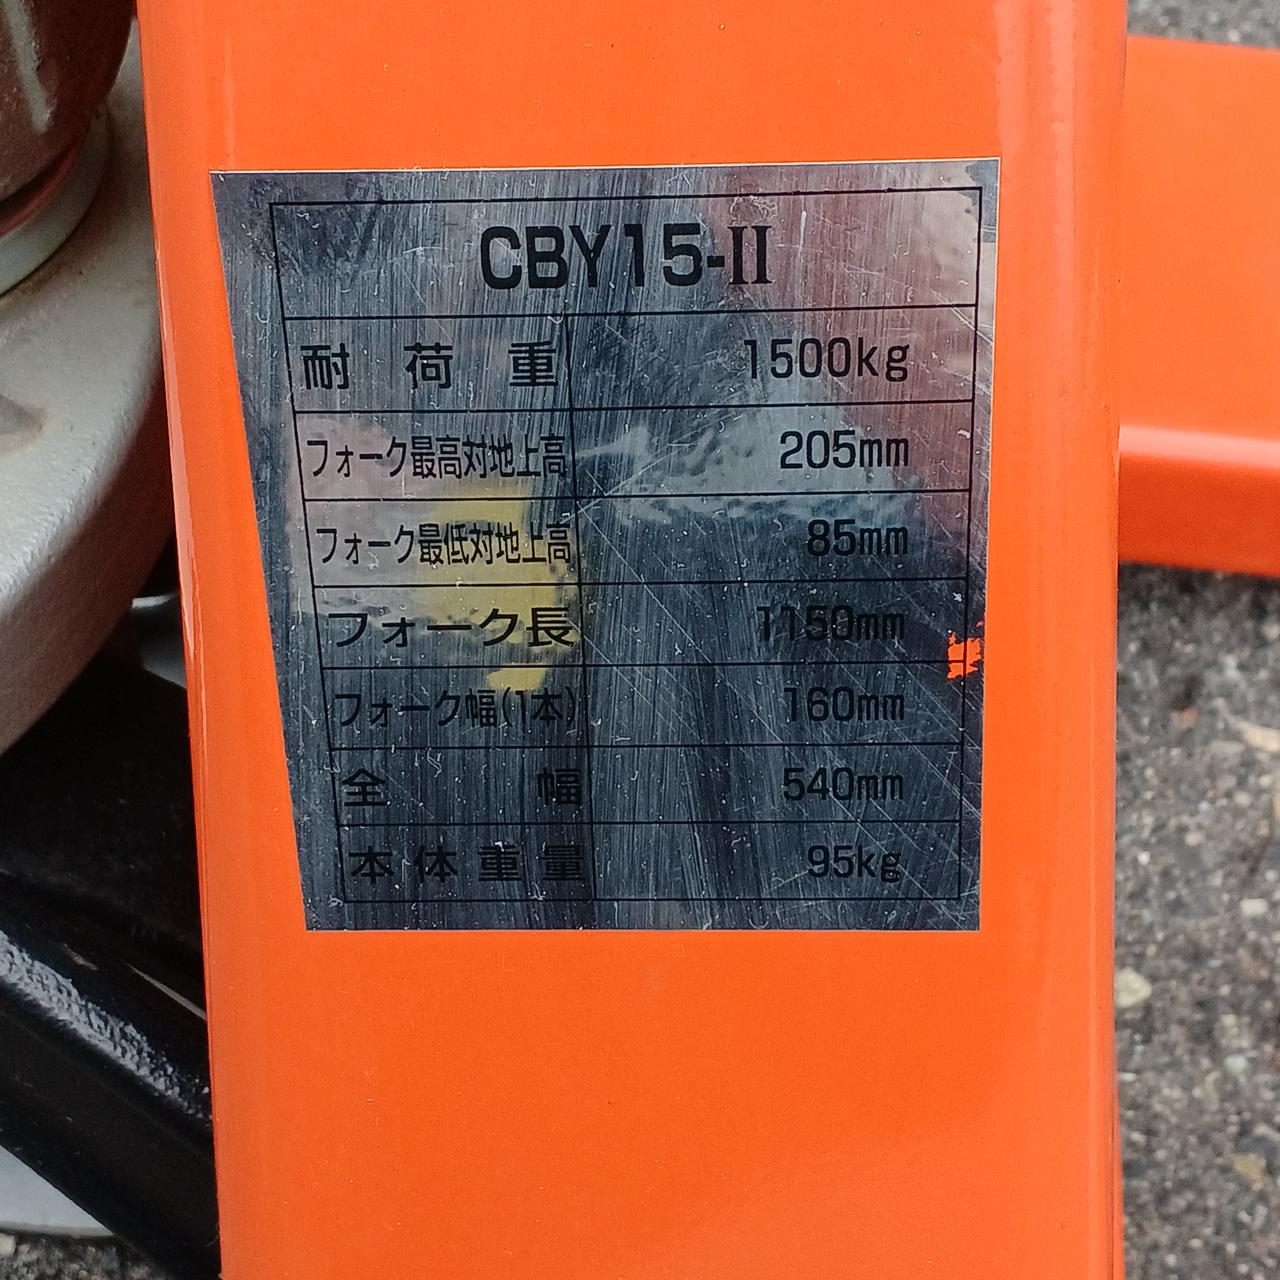 CBY15-II
耐荷重 1500kg
フォーク最高対地上高 205mm
フォーク最低対地上高 85mm
フォーク長 1150mm
フォーク幅(1本) 160mm
全幅 540mm
本体重量 95kg